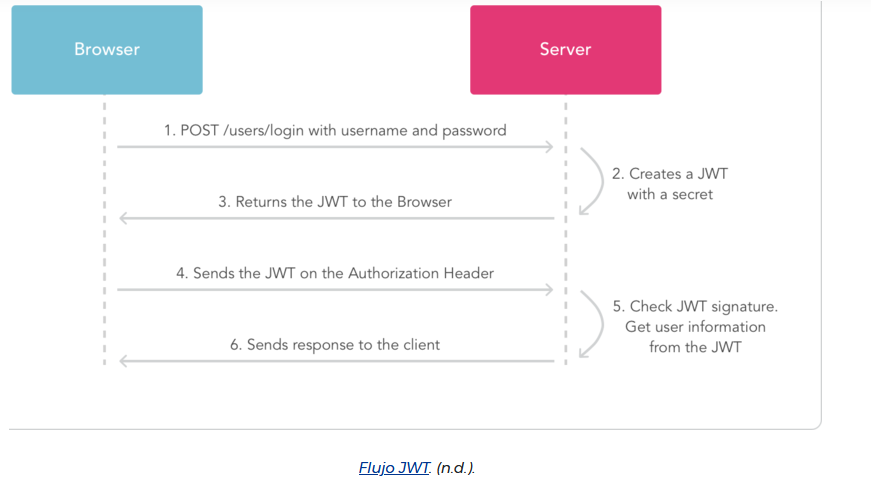 Browser
Server
1. POST /users/login with username and password
2. Creates a JWT
with a secret
3. Returns the JWT to the Browser
4. Sends the JWT on the Authorization Header
5. Check JWT signature.
Get user information
from the JWT
6. Sends response to the client
Flujo JWT. (n.d.).